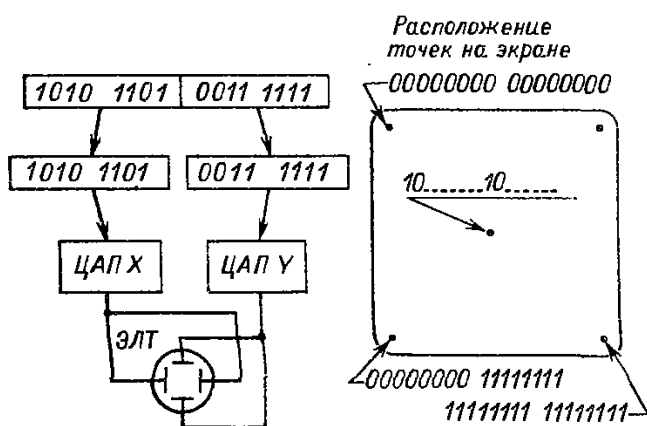 Расположение
точек на экране
00000000 00000000
1010 1101 0011 1111
1010 1101 0011 1111
10.......10......
ЦАП X ЦАП Y
ЭЛТ
00000000 11111111
11111111 11111111